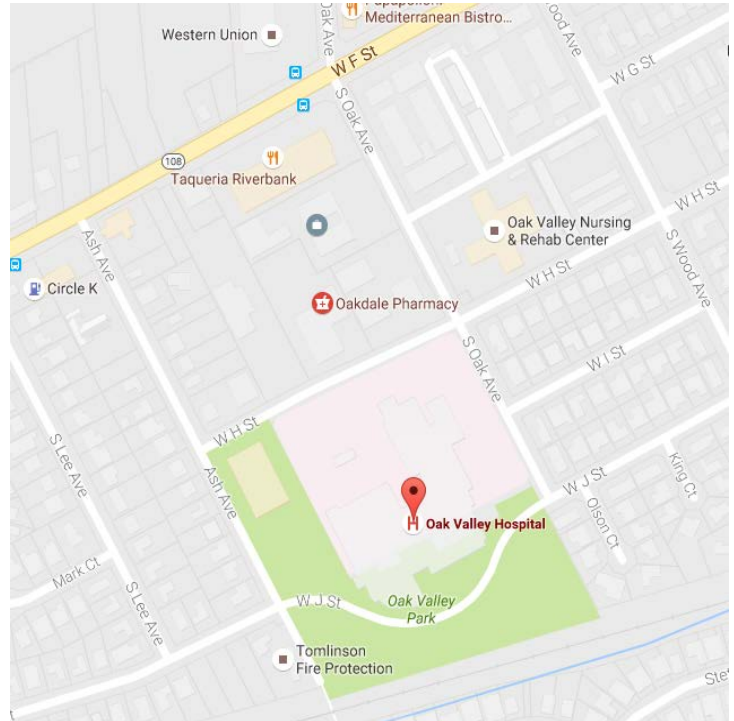 Mediterranean Bistro...
Western Union
Oak Ave
Wood Ave
W F St
W G St
S Oak Ave
108
Taqueria Riverbank
Oak Valley Nursing
& Rehab Center
W H St
Ash Ave
S Wood Ave
W H St
Circle K
Oakdale Pharmacy
S Oak Ave
W I St
W H St
S Lee Ave
Ash Ave
W J St
King Ct
H
Oak Valley Hospital
Olson Ct
Mark Ct
S Lee Ave
W J St
Oak Valley
Park
Tomlinson
Fire Protection